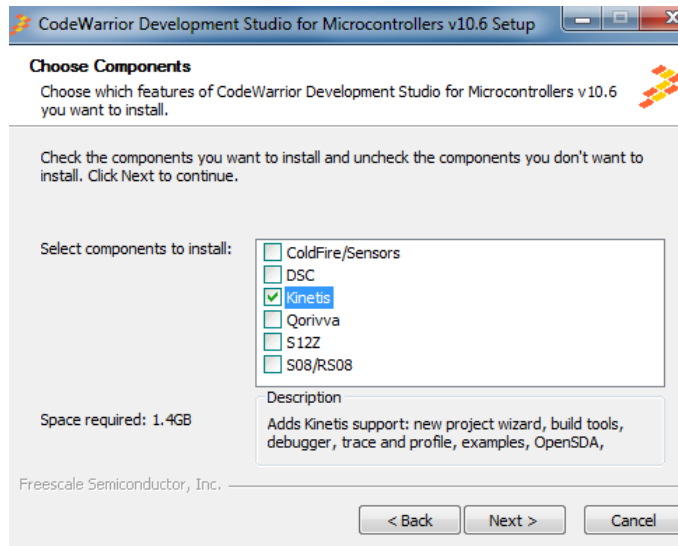 CodeWarrior Development Studio for Microcontrollers v10.6 Setup
Choose Components
Choose which features of CodeWarrior Development Studio for Microcontrollers v10.6
you want to install.
Check the components you want to install and uncheck the components you don't want to
install. Click Next to continue.
Select components to install:
ColdFire/Sensors
DSC
Kinetis
Qorivva
S12Z
S08/RS08
Space required: 1.4GB
Description
Adds Kinetis support: new project wizard, build tools,
debugger, trace and profile, examples, OpenSDA,
Freescale Semiconductor, Inc.
< Back
Next >
Cancel